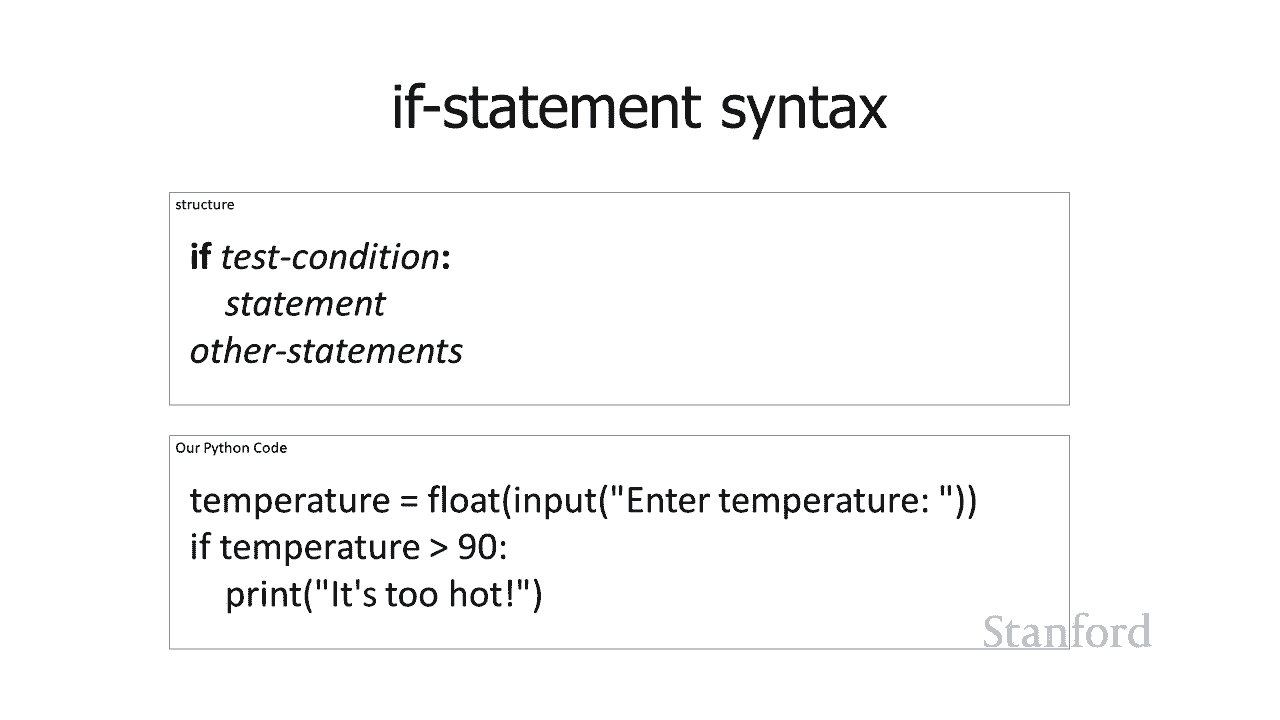 if-statement syntax
structure
if test-condition:
statement
other-statements
Our Python Code
temperature = float(input("Enter temperature: "))
if temperature > 90:
print("It's too hot!")
Stanford